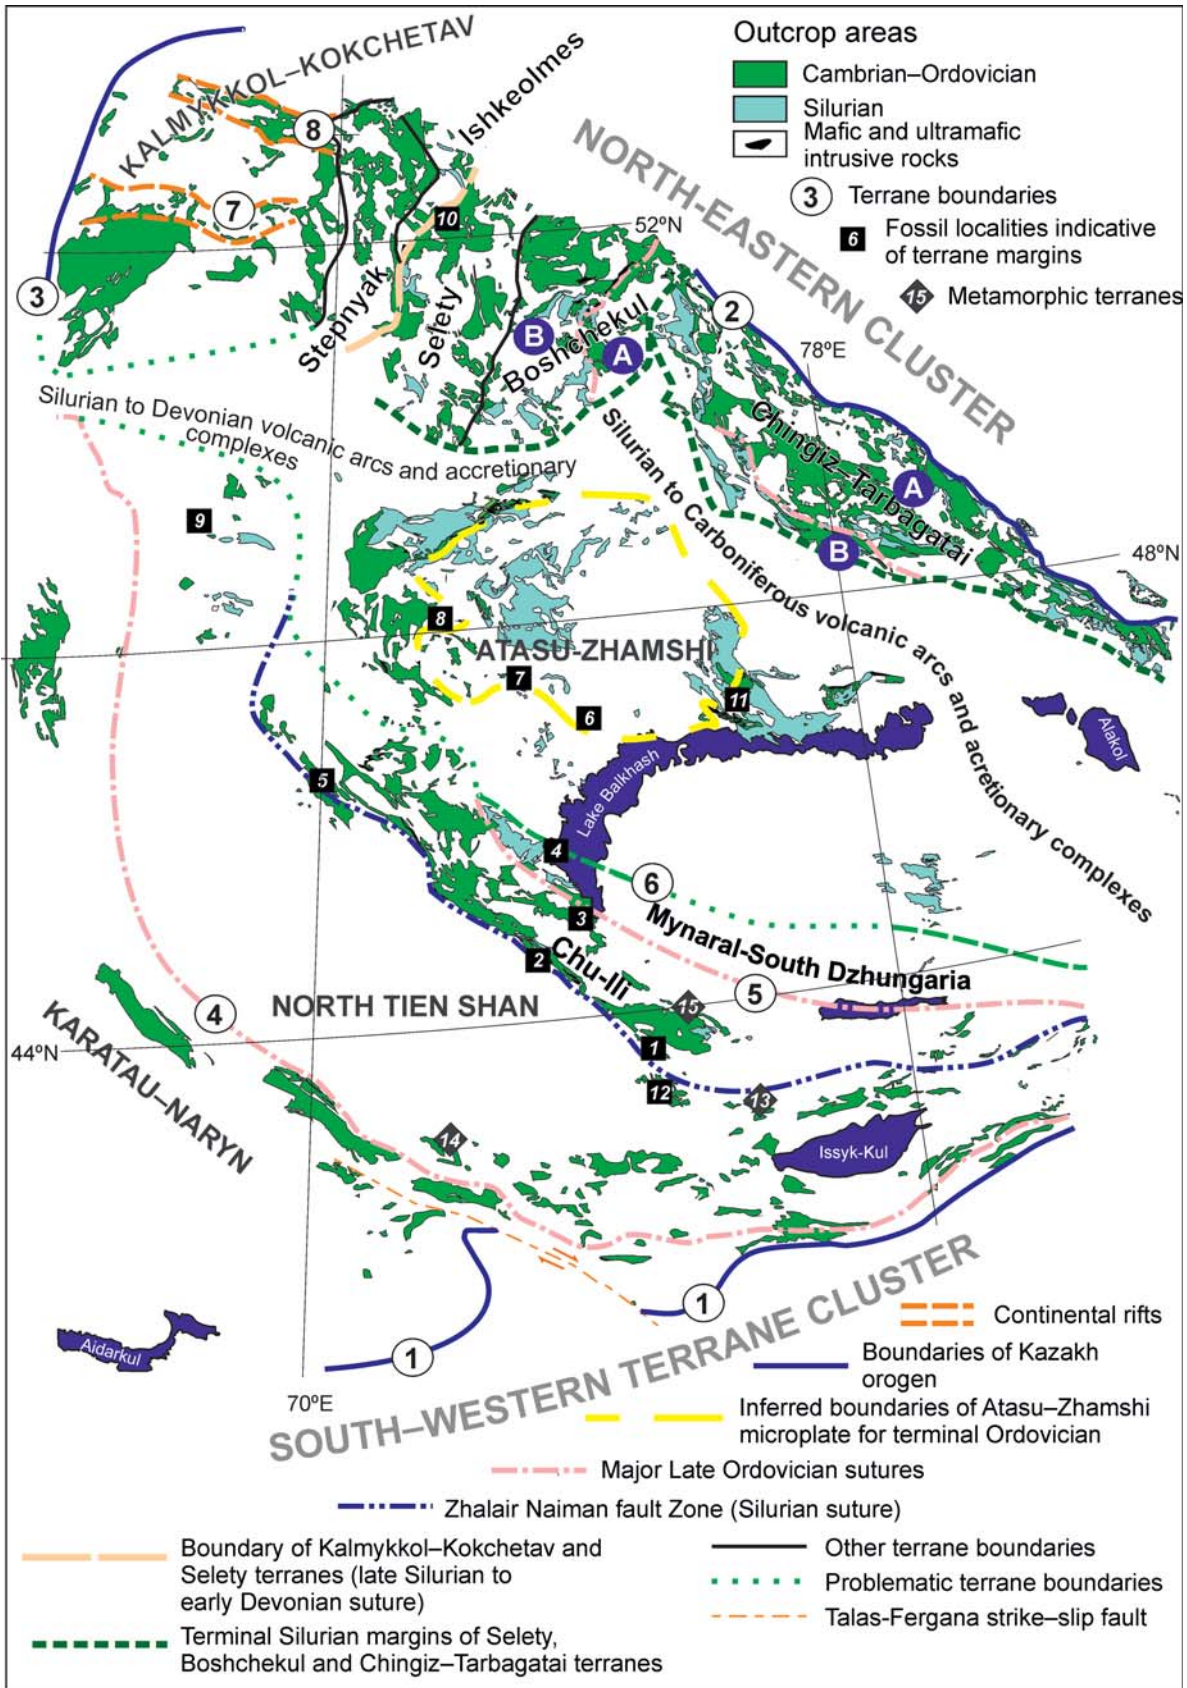 KALMYKKOL–KOKCHETAV
Ishkeolmes
Outcrop areas
Cambrian–Ordovician
Silurian
Mafic and ultramafic
intrusive rocks
3 Terrane boundaries
6 Fossil localities indicative
of terrane margins
15 Metamorphic terranes
NORTH-EASTERN CLUSTER
8
7
10
52ºN
3
Stepnyak
Selety
Boshchekul
B
A
2
78ºE
Chingiz–Tarbagatai
A
B
48ºN
Silurian to Devonian volcanic arcs and accretionary
complexes
Silurian to Carboniferous volcanic arcs and acretionary complexes
9
8
ATASU-ZHAMSHI
7
6
11
Alakol
Lake Balkhash
5
4
6
3
Mynaral-South Dzhungaria
2
Chu-Ili
5
15
NORTH TIEN SHAN
4
KARATAU–NARYN
44ºN
1
12
13
14
Issyk-Kul
1
1
Aidarkul
70ºE
SOUTH–WESTERN TERRANE CLUSTER
Continental rifts
Boundaries of Kazakh
orogen
Inferred boundaries of Atasu–Zhamshi
microplate for terminal Ordovician
Major Late Ordovician sutures
Zhalair Naiman fault Zone (Silurian suture)
Boundary of Kalmykkol–Kokchetav and
Selety terranes (late Silurian to
early Devonian suture)
Terminal Silurian margins of Selety,
Boshchekul and Chingiz–Tarbagatai terranes
Other terrane boundaries
Problematic terrane boundaries
Talas-Fergana strike–slip fault